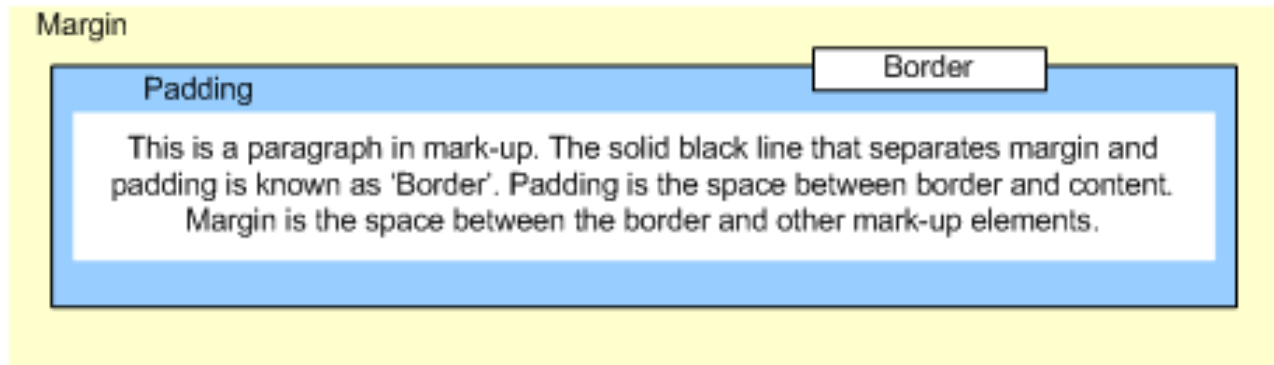 Margin
Border
Padding
This is a paragraph in mark-up. The solid black line that separates margin and
padding is known as 'Border'. Padding is the space between border and content.
Margin is the space between the border and other mark-up elements.